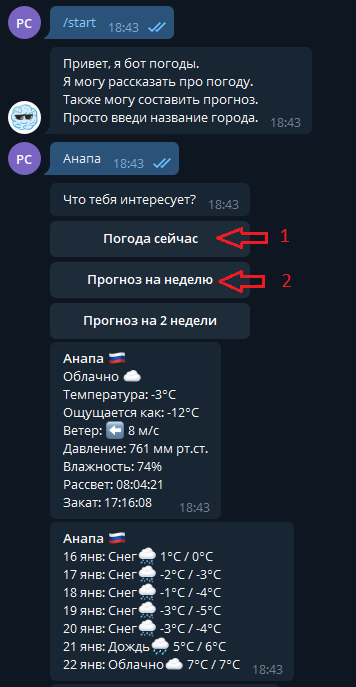 PC
/start 18:43
Привет, я бот погоды.
Я могу рассказать про погоду.
Также могу составить прогноз.
Просто введи название города. 18:43
PC
Анапа 18:43
Что тебя интересует? 18:43
Погода сейчас 1
Прогноз на неделю 2
Прогноз на 2 недели
Анапа
Облачно
Температура: -3°C
Ощущается как: -12°C
Ветер: 8 м/с
Давление: 761 мм рт.ст.
Влажность: 74%
Рассвет: 08:04:21
Закат: 17:16:08 18:43
Анапа
16 янв: Снег 1°C / 0°C
17 янв: Снег -2°C / -3°C
18 янв: Снег -1°C / -4°C
19 янв: Снег -3°C / -5°C
20 янв: Снег -3°C / -4°C
21 янв: Дождь 5°C / 6°C
22 янв: Облачно 7°C / 7°C 18:43